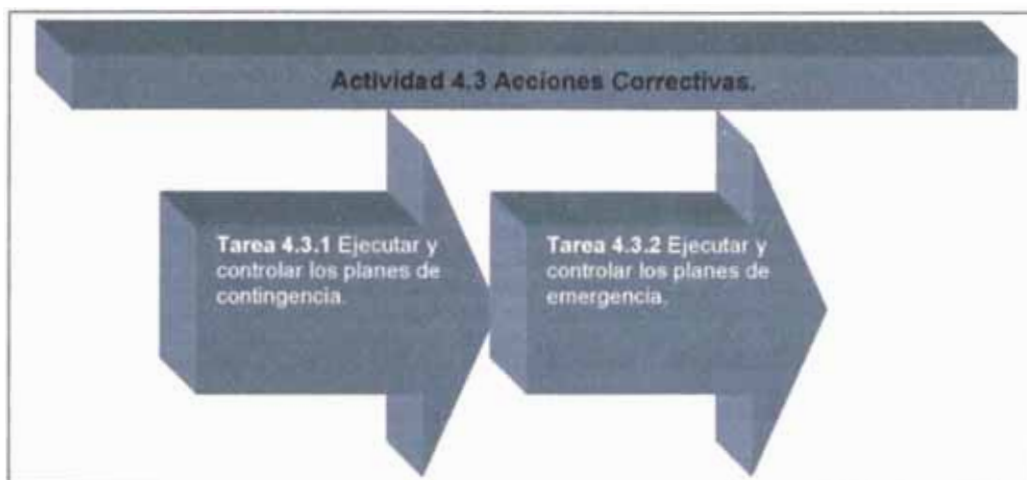 Actividad 4.3 Acciones Correctivas.
Tarea 4.3.1 Ejecutar y
controlar los planes de
contingencia.
Tarea 4.3.2 Ejecutar y
controlar los planes de
emergencia.